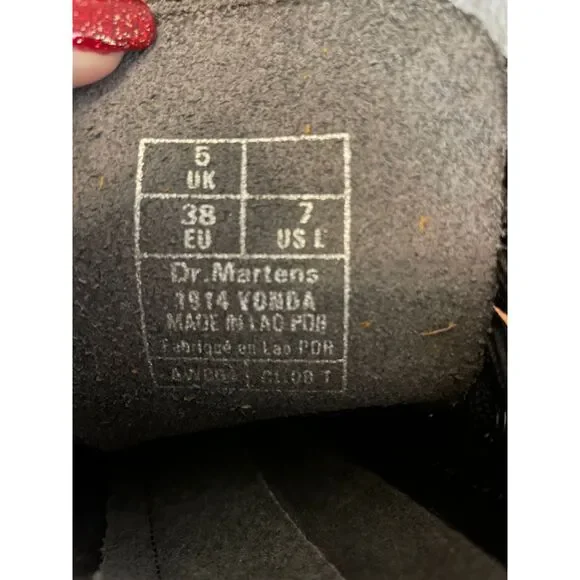 5
UK
38 7
EU US L
Dr.Martens
1914 VONDA
MADE IN LAO PDR
Fabriqué en Lao PDR